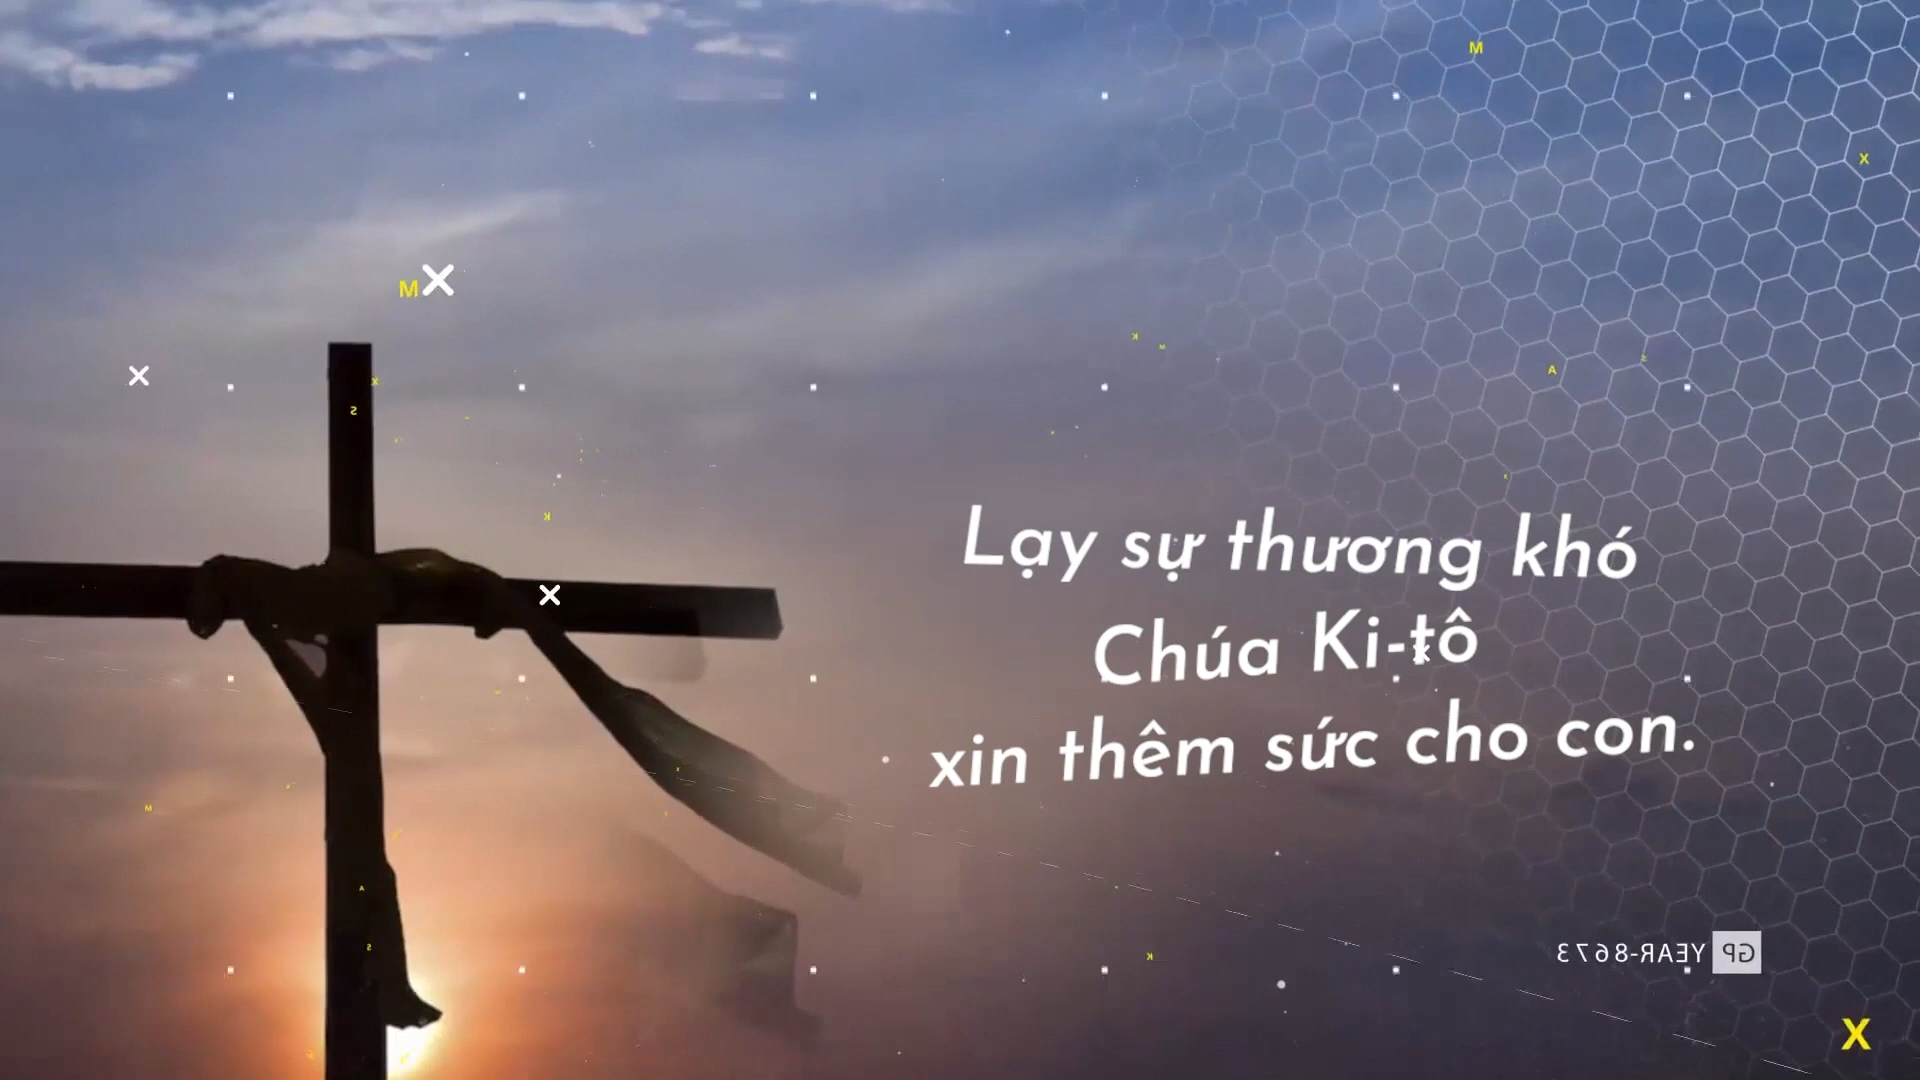 Lạy sự thương khó
Chúa Ki-tô
xin thêm sức cho con.
YEAR-8673 GP